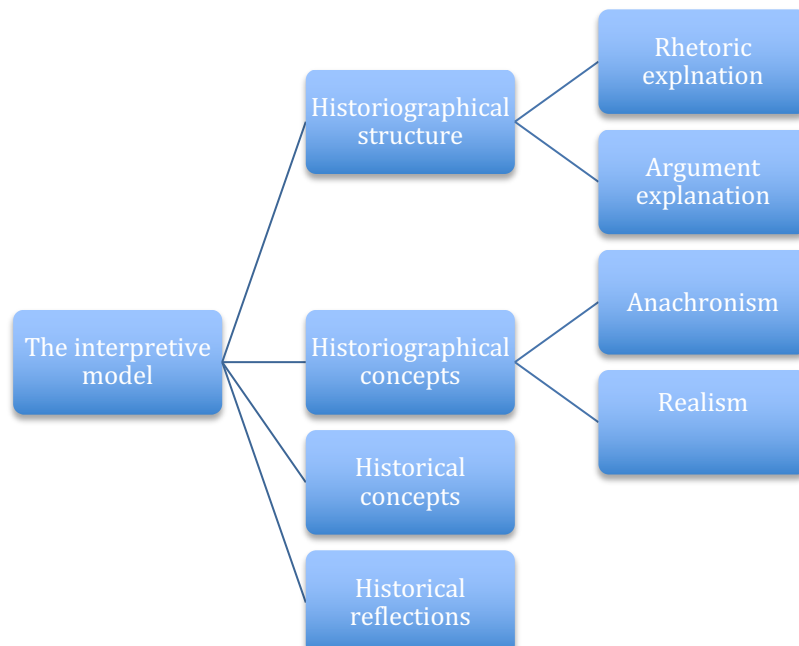 Rhetoric
explnation
Historiographical
structure
Argument
explanation
Anachronism
The interpretive
model
Historiographical
concepts
Realism
Historical
concepts
Historical
reflections